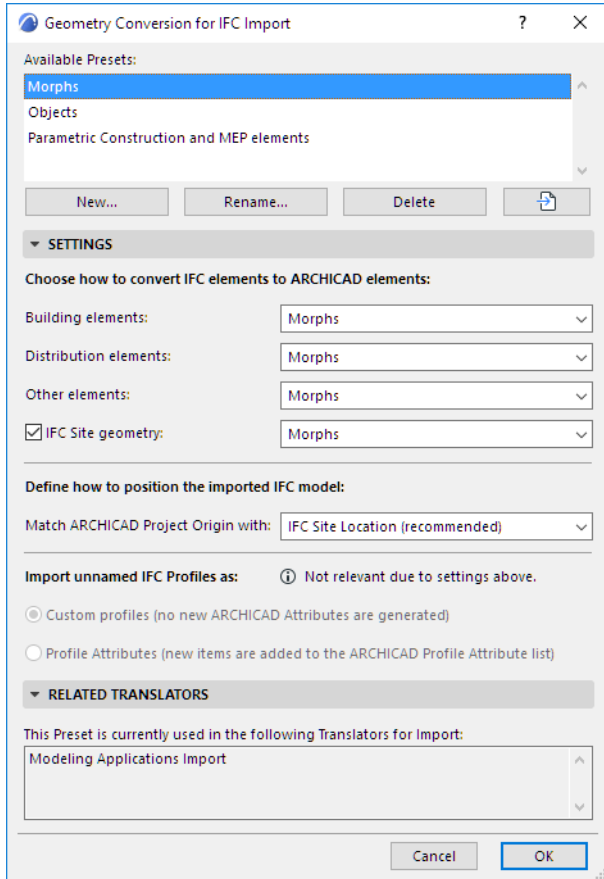 Geometry Conversion for IFC Import
Available Presets:
Morphs
Objects
Parametric Construction and MEP elements
New... Rename... Delete
SETTINGS
Choose how to convert IFC elements to ARCHICAD elements:
Building elements: Morphs
Distribution elements: Morphs
Other elements: Morphs
IFC Site geometry: Morphs
Define how to position the imported IFC model:
Match ARCHICAD Project Origin with: IFC Site Location (recommended)
Import unnamed IFC Profiles as: Not relevant due to settings above.
Custom profiles (no new ARCHICAD Attributes are generated)
Profile Attributes (new items are added to the ARCHICAD Profile Attribute list)
RELATED TRANSLATORS
This Preset is currently used in the following Translators for Import:
Modeling Applications Import
Cancel OK